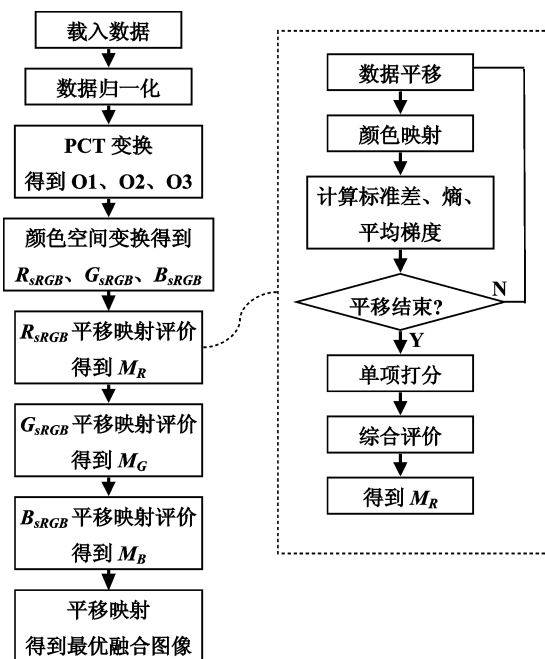 载入数据
数据归一化
PCT 变换
得到 O1、O2、O3
颜色空间变换得到
RsRGB、GsRGB、BsRGB
RsRGB 平移映射评价
得到 MR
GsRGB 平移映射评价
得到 MG
BsRGB 平移映射评价
得到 MB
平移映射
得到最优融合图像
数据平移
颜色映射
计算标准差、熵、
平均梯度
平移结束?
N
Y
单项打分
综合评价
得到 MR